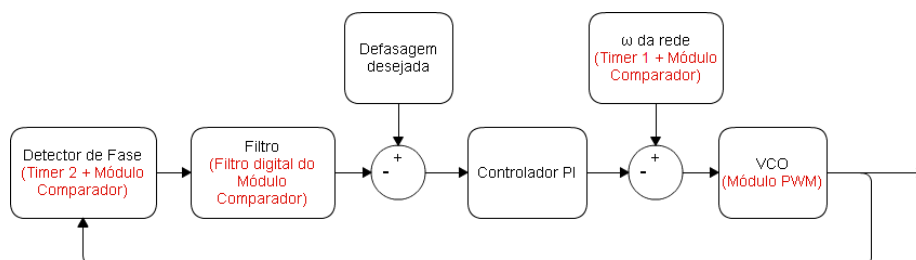 Defasagem
desejada
ω da rede
(Timer 1 + Módulo
Comparador)
Detector de Fase
(Timer 2 + Módulo
Comparador)
Filtro
(Filtro digital do
Módulo
Comparador)
+
-
Controlador PI
+
-
VCO
(Módulo PWM)